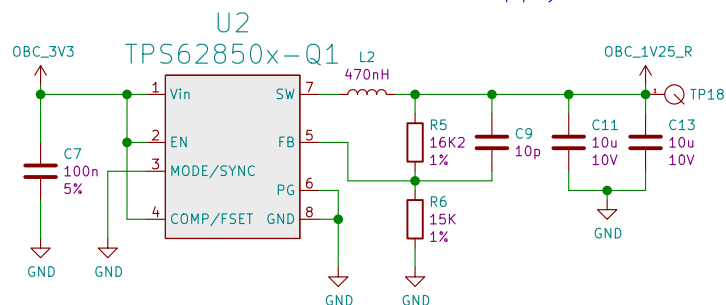 U2
TPS62850x-Q1
OBC_3V3
L2
470nH
OBC_1V25_R
1
Vin
SW
7
1
TP18
2
EN
FB
5
R5
16K2
1%
C9
10p
C11
10u
10V
C13
10u
10V
C7
100n
5%
3
MODE/SYNC
PG
6
4
COMP/FSET
GND
8
R6
15K
1%
GND
GND
GND
GND
GND